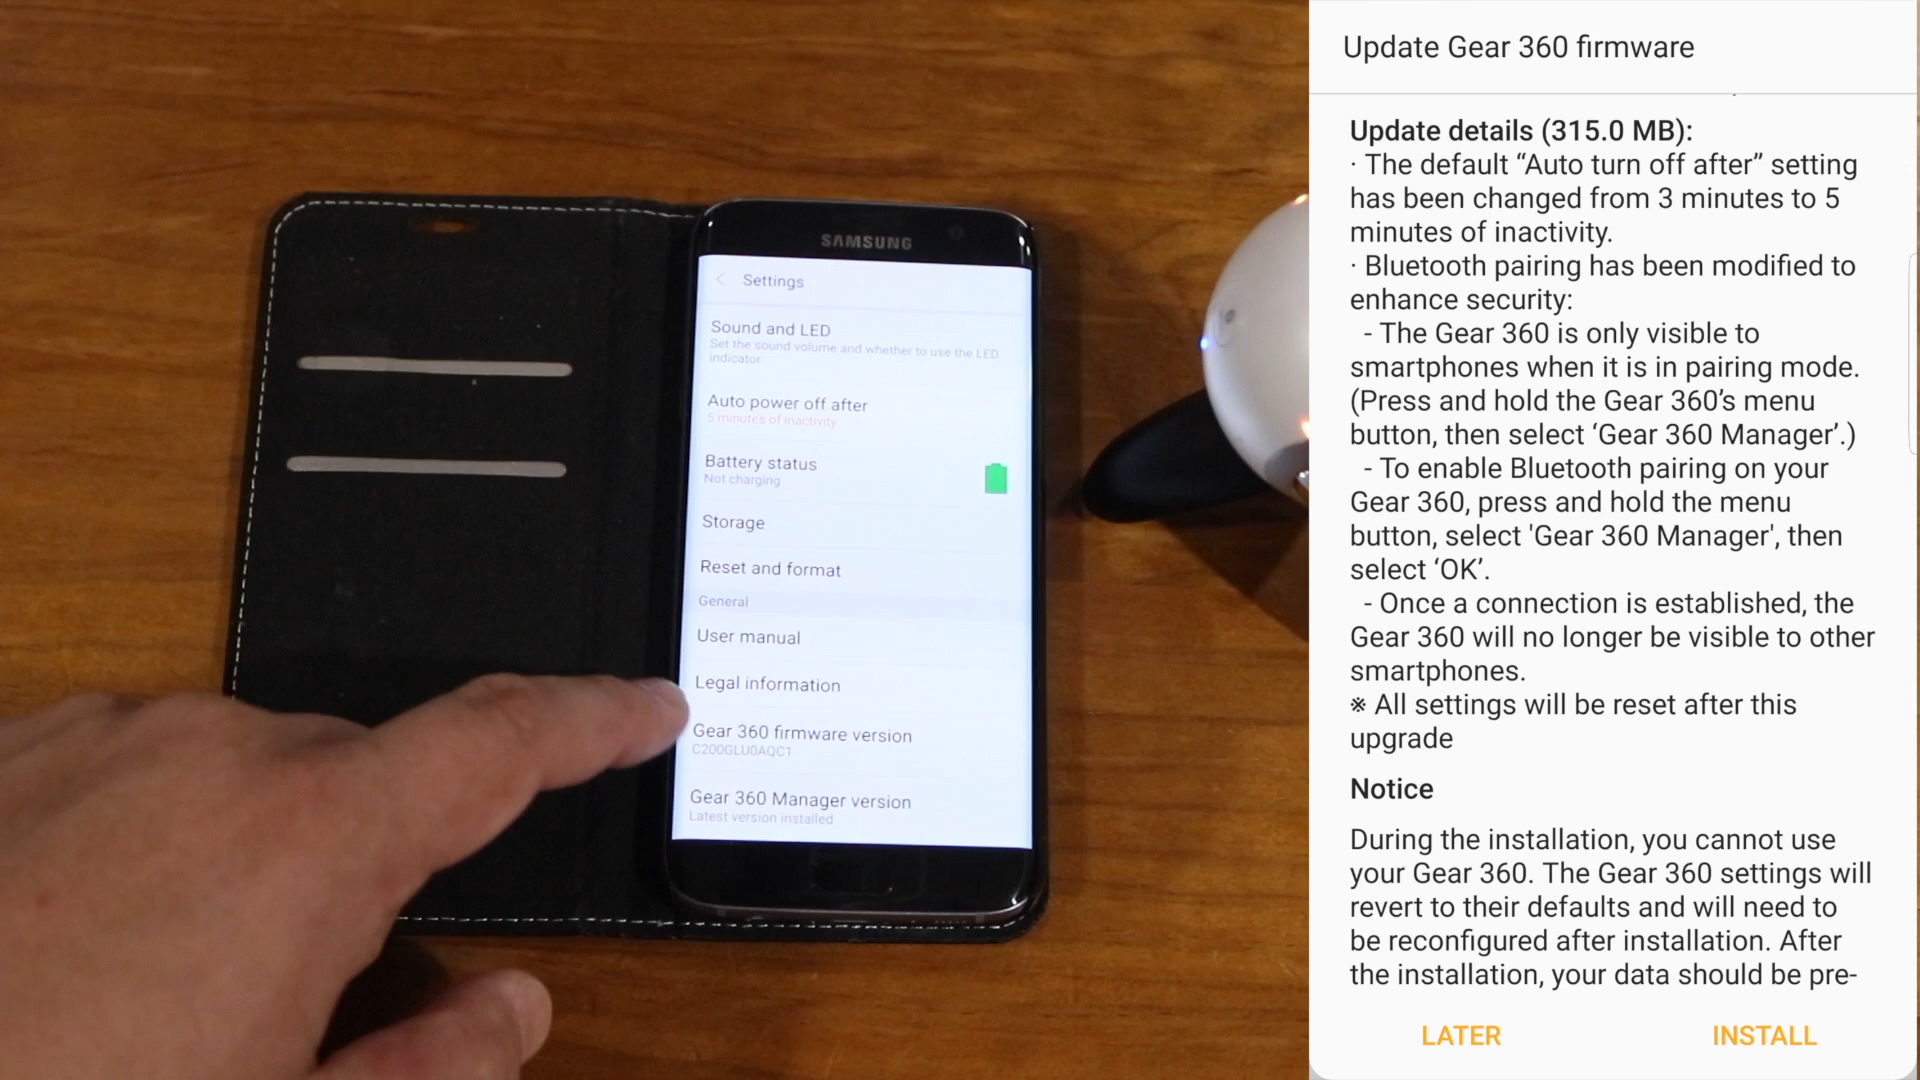 SAMSUNG
Settings
Sound and LED
Set the sound volume and whether to use the LED
indicator.
Auto power off after
5 minutes of inactivity
Battery status
Not charging
Storage
Reset and format
General
User manual
Legal information
Gear 360 firmware version
C200GLU0AQC1
Gear 360 Manager version
Latest version installed
Update Gear 360 firmware
Update details (315.0 MB):
· The default “Auto turn off after” setting
has been changed from 3 minutes to 5
minutes of inactivity.
· Bluetooth pairing has been modified to
enhance security:
- The Gear 360 is only visible to
smartphones when it is in pairing mode.
(Press and hold the Gear 360’s menu
button, then select ‘Gear 360 Manager’.)
- To enable Bluetooth pairing on your
Gear 360, press and hold the menu
button, select 'Gear 360 Manager', then
select ‘OK’.
- Once a connection is established, the
Gear 360 will no longer be visible to other
smartphones.
※ All settings will be reset after this
upgrade
Notice
During the installation, you cannot use
your Gear 360. The Gear 360 settings will
revert to their defaults and will need to
be reconfigured after installation. After
the installation, your data should be pre-
LATER
INSTALL